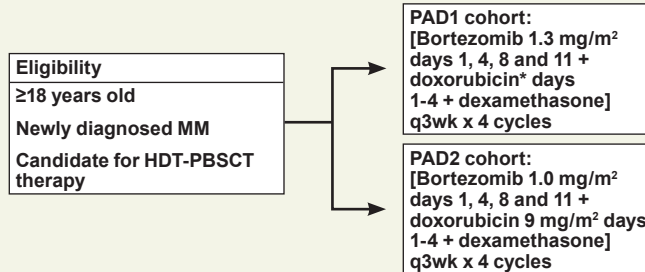 Eligibility
≥18 years old
Newly diagnosed MM
Candidate for HDT-PBSCT
therapy
PAD1 cohort:
[Bortezomib 1.3 mg/m²
days 1, 4, 8 and 11 +
doxorubicin* days
1-4 + dexamethasone]
q3wk x 4 cycles
PAD2 cohort:
[Bortezomib 1.0 mg/m²
days 1, 4, 8 and 11 +
doxorubicin 9 mg/m² days
1-4 + dexamethasone]
q3wk x 4 cycles